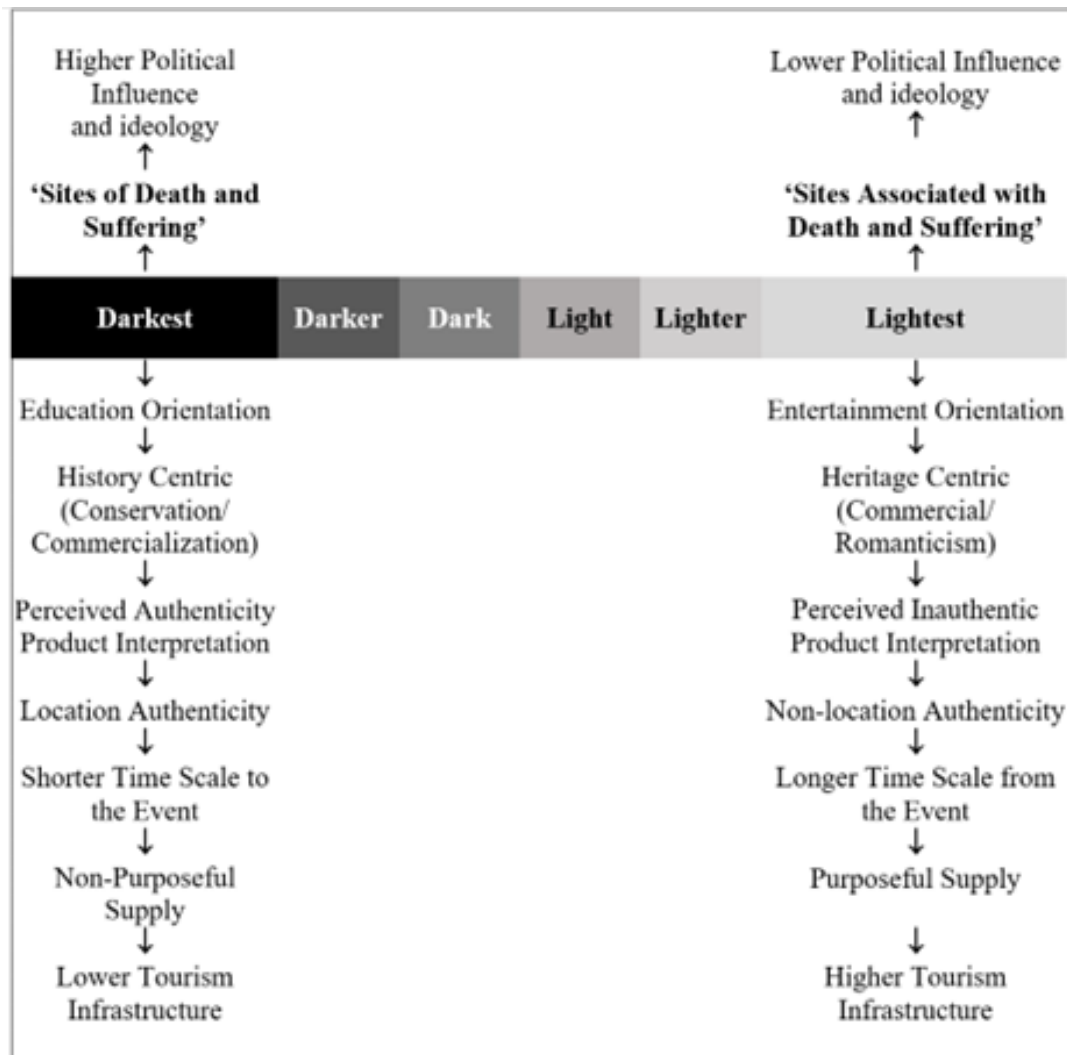 Higher Political
Influence
and ideology
↑
‘Sites of Death and
Suffering’
↑
Lower Political Influence
and ideology
↑
‘Sites Associated with
Death and Suffering’
↑
Darkest Darker Dark Light Lighter Lightest
↓
Education Orientation
↓
History Centric
(Conservation/
Commercialization)
↓
Perceived Authenticity
Product Interpretation
↓
Location Authenticity
↓
Shorter Time Scale to
the Event
↓
Non-Purposeful
Supply
↓
Lower Tourism
Infrastructure
↓
Entertainment Orientation
↓
Heritage Centric
(Commercial/
Romanticism)
↓
Perceived Inauthentic
Product Interpretation
↓
Non-location Authenticity
↓
Longer Time Scale from
the Event
↓
Purposeful Supply
↓
Higher Tourism
Infrastructure